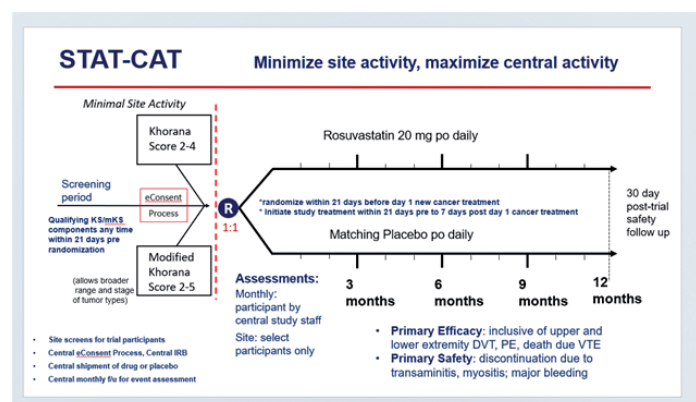 STAT-CAT
Minimize site activity, maximize central activity
Minimal Site Activity
Khorana
Score 2-4
Screening
period
eConsent
Process
Qualifying KS/mKS
components any time
within 21 days pre
randomization
Modified
Khorana
Score 2-5
(allows broader
range and stage
of tumor types)
R
1:1
Rosuvastatin 20 mg po daily
*randomize within 21 days before day 1 new cancer treatment
* Initiate study treatment within 21 days pre to 7 days post day 1 cancer treatment
Matching Placebo po daily
30 day
post-trial
safety
follow up
3
months
6
months
9
months
12
months
Assessments:
Monthly:
participant by
central study staff
Site: select
participants only
• Site screens for trial participants
• Central eConsent Process, Central IRB
• Central shipment of drug or placebo
• Central monthly f/u for event assessment
• Primary Efficacy: inclusive of upper and
lower extremity DVT, PE, death due VTE
• Primary Safety: discontinuation due to
transaminitis, myositis; major bleeding